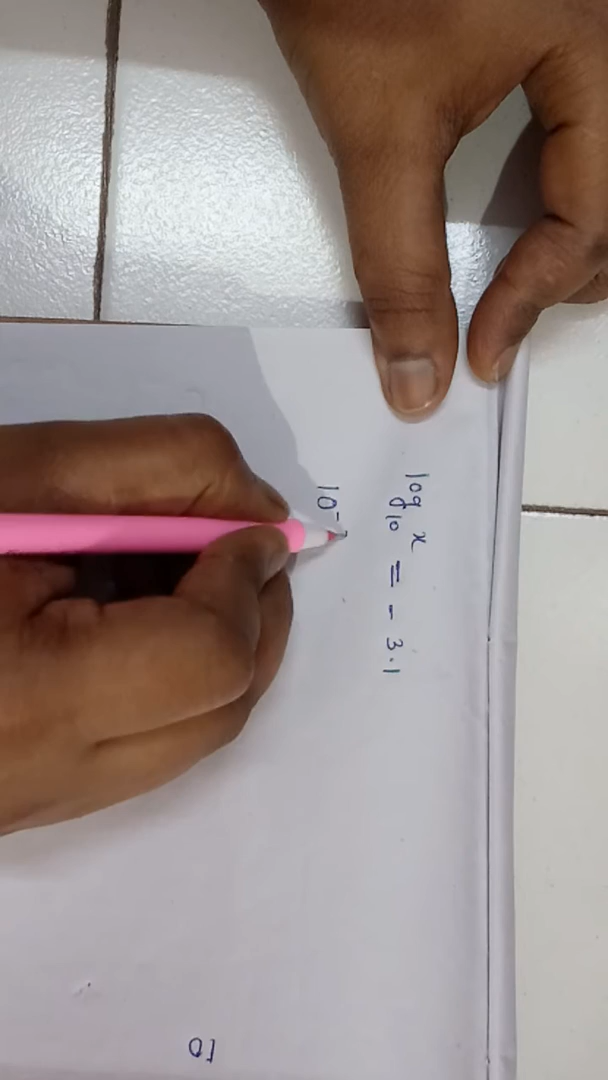 log₁₀ x = - 3.1
10⁻
10